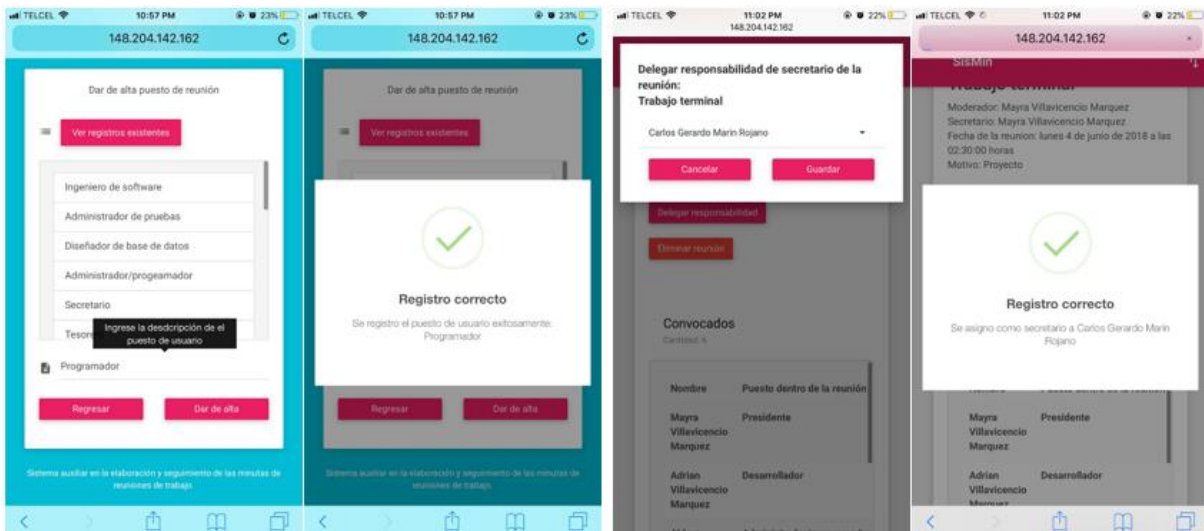 TELCEL 10:57 PM 23%
148.204.142.162
Dar de alta puesto de reunión
Ver registros existentes
Ingeniero de software
Administrador de pruebas
Diseñador de base de datos
Administrador/progeamador
Secretario
Tesore
Ingrese la desdcripción de el
puesto de usuario
Programador
Regresar Dar de alta
Sistema auxiliar en la elaboración y seguimiento de las minutas de
reuniones de trabajo.
TELCEL 10:57 PM 23%
148.204.142.162
Dar de alta puesto de reunión
Ver registros existentes
Registro correcto
Se registro el puesto de usuario exitosamente:
Programador
Regresar Dar de alta
Sistema auxiliar en la elaboración y seguimiento de las minutas de
reuniones de trabajo.
TELCEL 11:02 PM 22%
148.204.142.162
Delegar responsabilidad de secretario de la
reunión:
Trabajo terminal
Carlos Gerardo Marin Rojano
Cancelar Guardar
Delegar responsabilidad
Eliminar reunión
Convocados
Cantidad: 6
Nombre Puesto dentro de la reunión
Mayra Presidente
Villavicencio
Marquez
Adrian Desarrollador
Villavicencio
Marquez
TELCEL 11:02 PM 22%
148.204.142.162
SisMin
Trabajo terminal
Moderador: Mayra Villavicencio Marquez
Secretario: Mayra Villavicencio Marquez
Fecha de la reunion: lunes 4 de junio de 2018 a las
02:30:00 horas
Motivo: Proyecto
Registro correcto
Se asigno como secretario a Carlos Gerardo Marin
Rojano
Mayra Presidente
Villavicencio
Marquez
Adrian Desarrollador
Villavicencio
Marquez